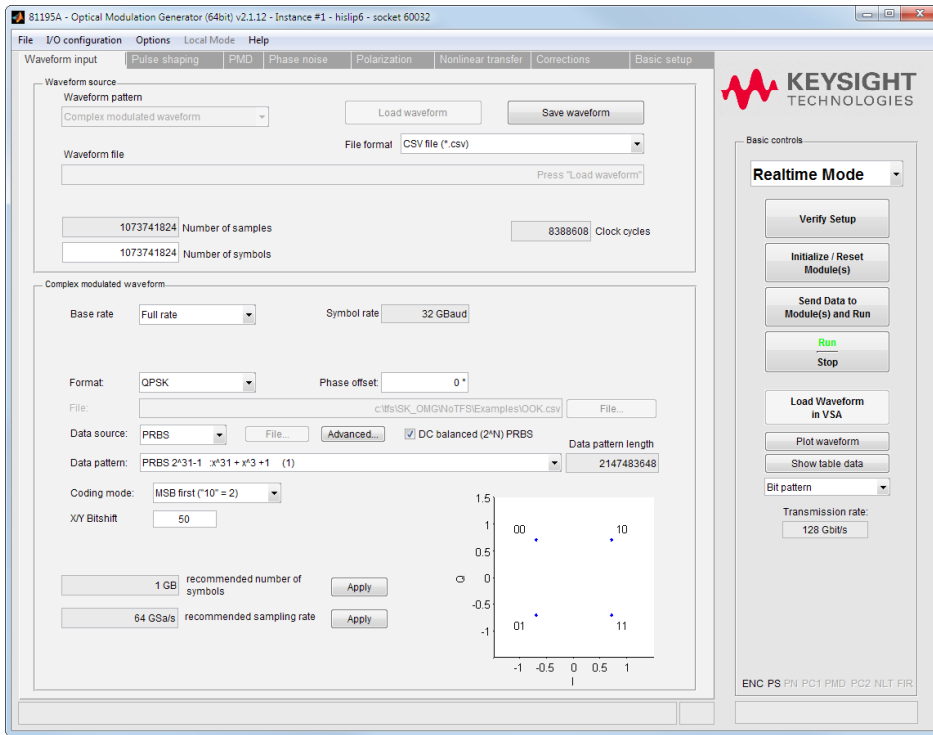 81195A - Optical Modulation Generator (64bit) v2.1.12 - Instance #1 - hislip6 - socket 60032
File I/O configuration Options Local Mode Help
Waveform input Pulse shaping PMD Phase noise Polarization Nonlinear transfer Corrections Basic setup
KEYSIGHT
TECHNOLOGIES
Waveform source
Waveform pattern
Complex modulated waveform
Load waveform
Save waveform
File format CSV file (*.csv)
Waveform file
Press "Load waveform"
1073741824 Number of samples
8388608 Clock cycles
1073741824 Number of symbols
Complex modulated waveform
Base rate Full rate
Symbol rate 32 GBaud
Format: QPSK
Phase offset: 0 °
File: c:\tfs\SK_OMG\NoTFS\Examples\OOK.csv File...
Data source: PRBS File... Advanced... DC balanced (2^N) PRBS
Data pattern length
Data pattern: PRBS 2^31-1 :x^31 + x^3 +1 (1)
2147483648
Coding mode: MSB first ("10" = 2)
X/Y Bitshift 50
1 GB recommended number of symbols Apply
64 GSa/s recommended sampling rate Apply
1.5
1
0.5
0
-0.5
-1
Q
00 10
01 11
-1 -0.5 0 0.5 1
I
Basic controls
Realtime Mode
Verify Setup
Initialize / Reset
Module(s)
Send Data to
Module(s) and Run
Run
Stop
Load Waveform
in VSA
Plot waveform
Show table data
Bit pattern
Transmission rate:
128 Gbit/s
ENC PS PN PC1 PMD PC2 NLT FIR